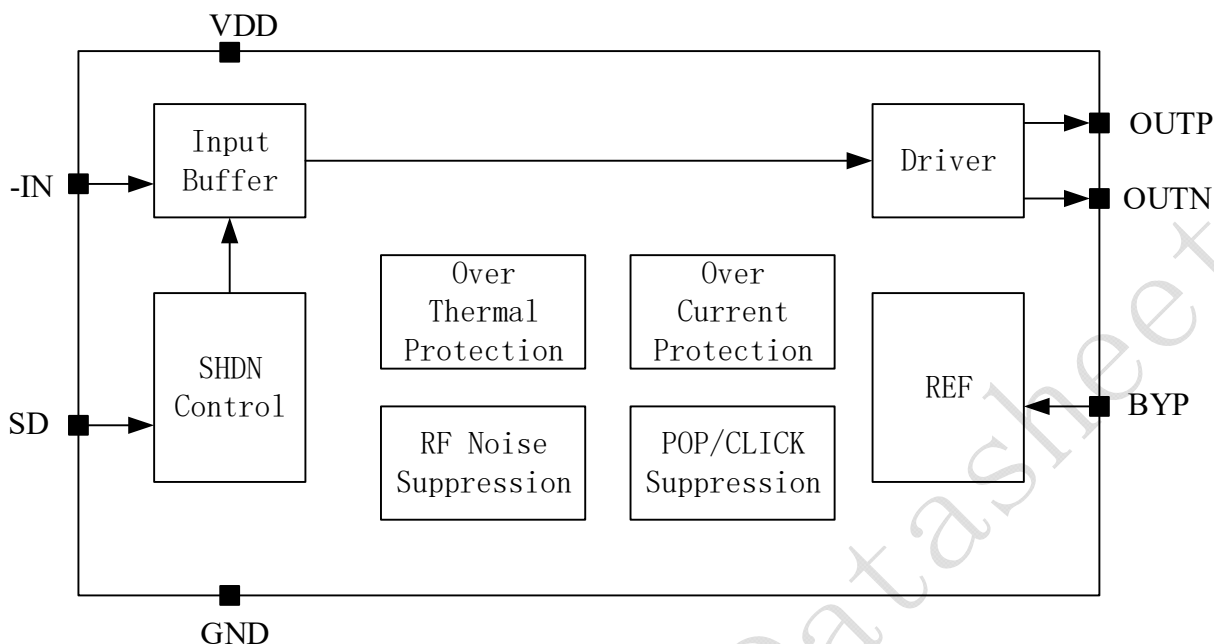 VDD
Input
Buffer
Driver
OUTP
-IN
OUTN
Over
Thermal
Protection
Over
Current
Protection
SHDN
Control
REF
SD
BYP
RF Noise
Suppression
POP/CLICK
Suppression
GND
Datasheet